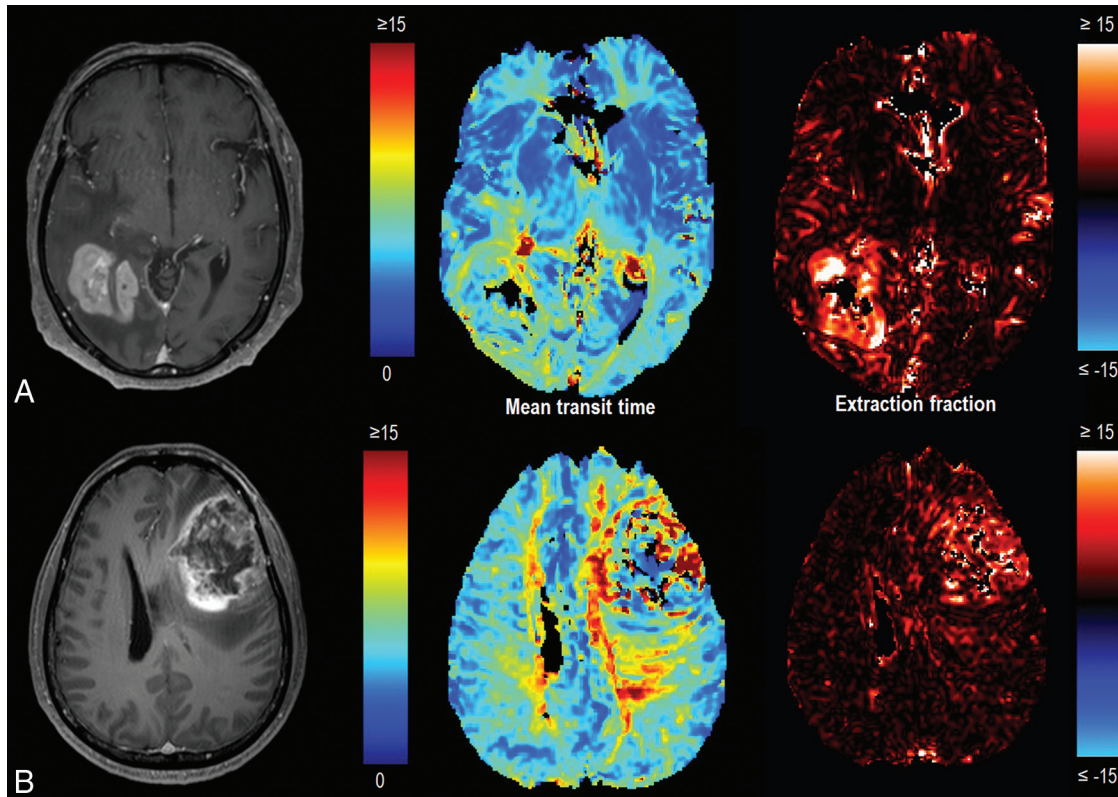 ≥15
≥ 15
0
≤ -15
A
Mean transit time
Extraction fraction
≥15
≥ 15
0
≤ -15
B